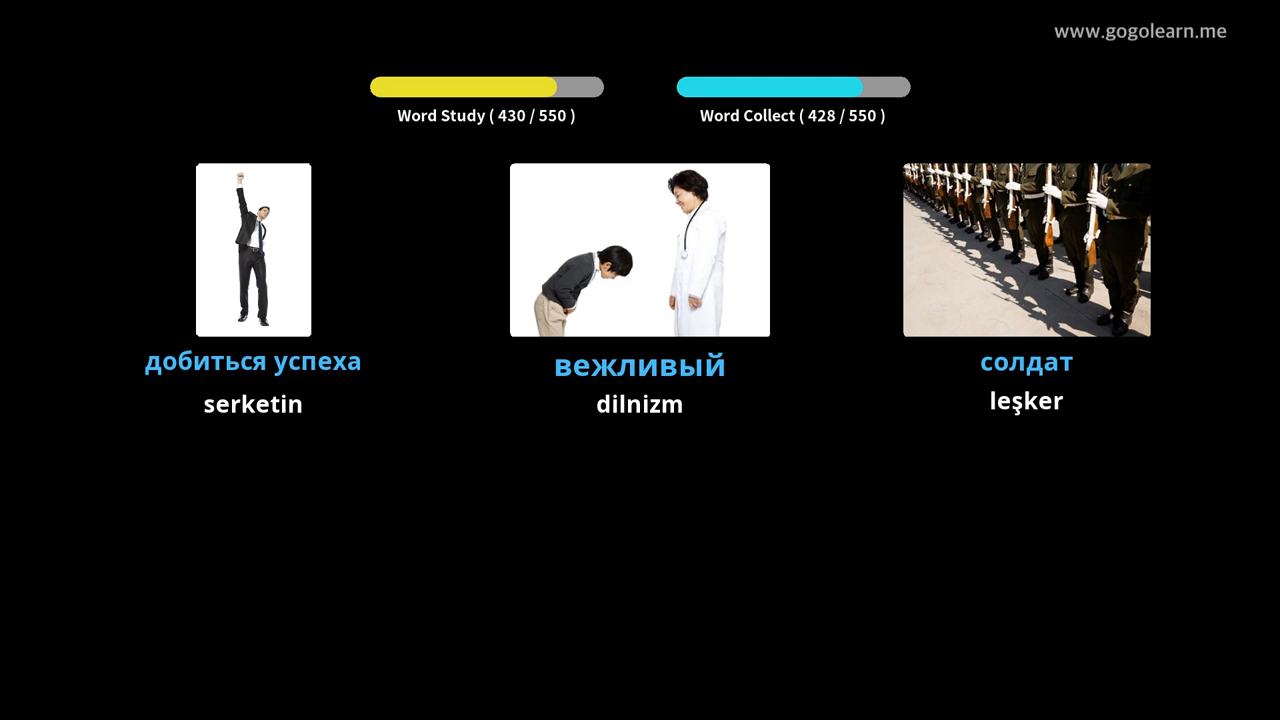 www.gogolearn.me
Word Study ( 430 / 550 )
Word Collect ( 428 / 550 )
добиться успеха
serketin
вежливый
dilnizm
солдат
leşker